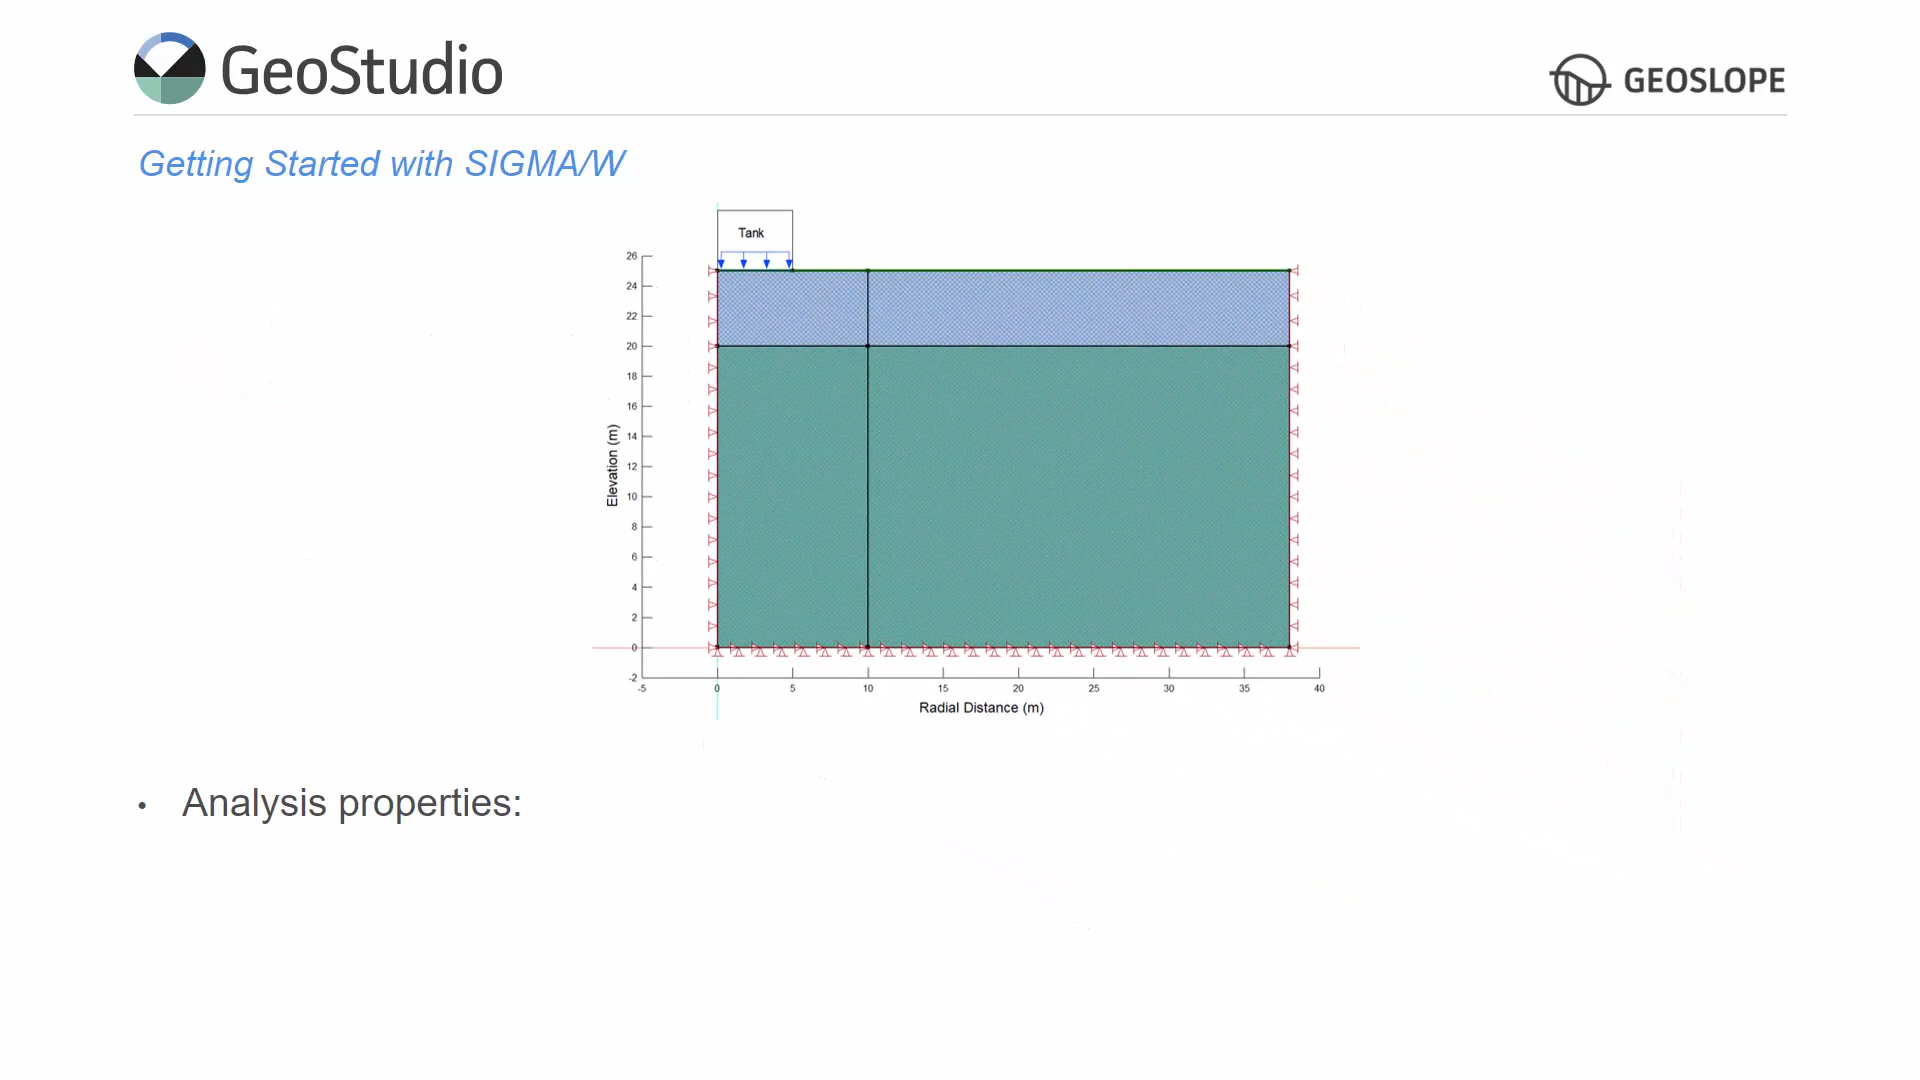 GeoStudio
GEOSLOPE
Getting Started with SIGMA/W
Tank
26
24
22
20
18
16
14
12
10
8
6
4
2
0
-2
Elevation (m)
-5 0 5 10 15 20 25 30 35 40
Radial Distance (m)
• Analysis properties: